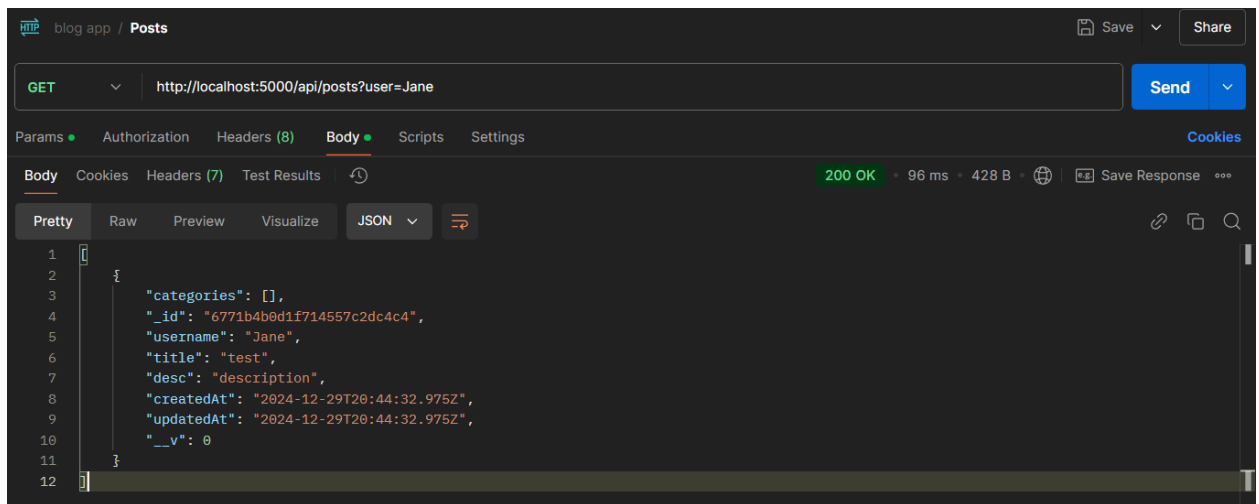 HTTP blog app / Posts Save Share
GET http://localhost:5000/api/posts?user=Jane Send
Params Authorization Headers (8) Body Scripts Settings Cookies
Body Cookies Headers (7) Test Results 200 OK 96 ms 428 B e.g. Save Response
Pretty Raw Preview Visualize JSON
1 [
2 {
3 "categories": [],
4 "_id": "6771b4b0d1f714557c2dc4c4",
5 "username": "Jane",
6 "title": "test",
7 "desc": "description",
8 "createdAt": "2024-12-29T20:44:32.975Z",
9 "updatedAt": "2024-12-29T20:44:32.975Z",
10 "__v": 0
11 }
12 ]